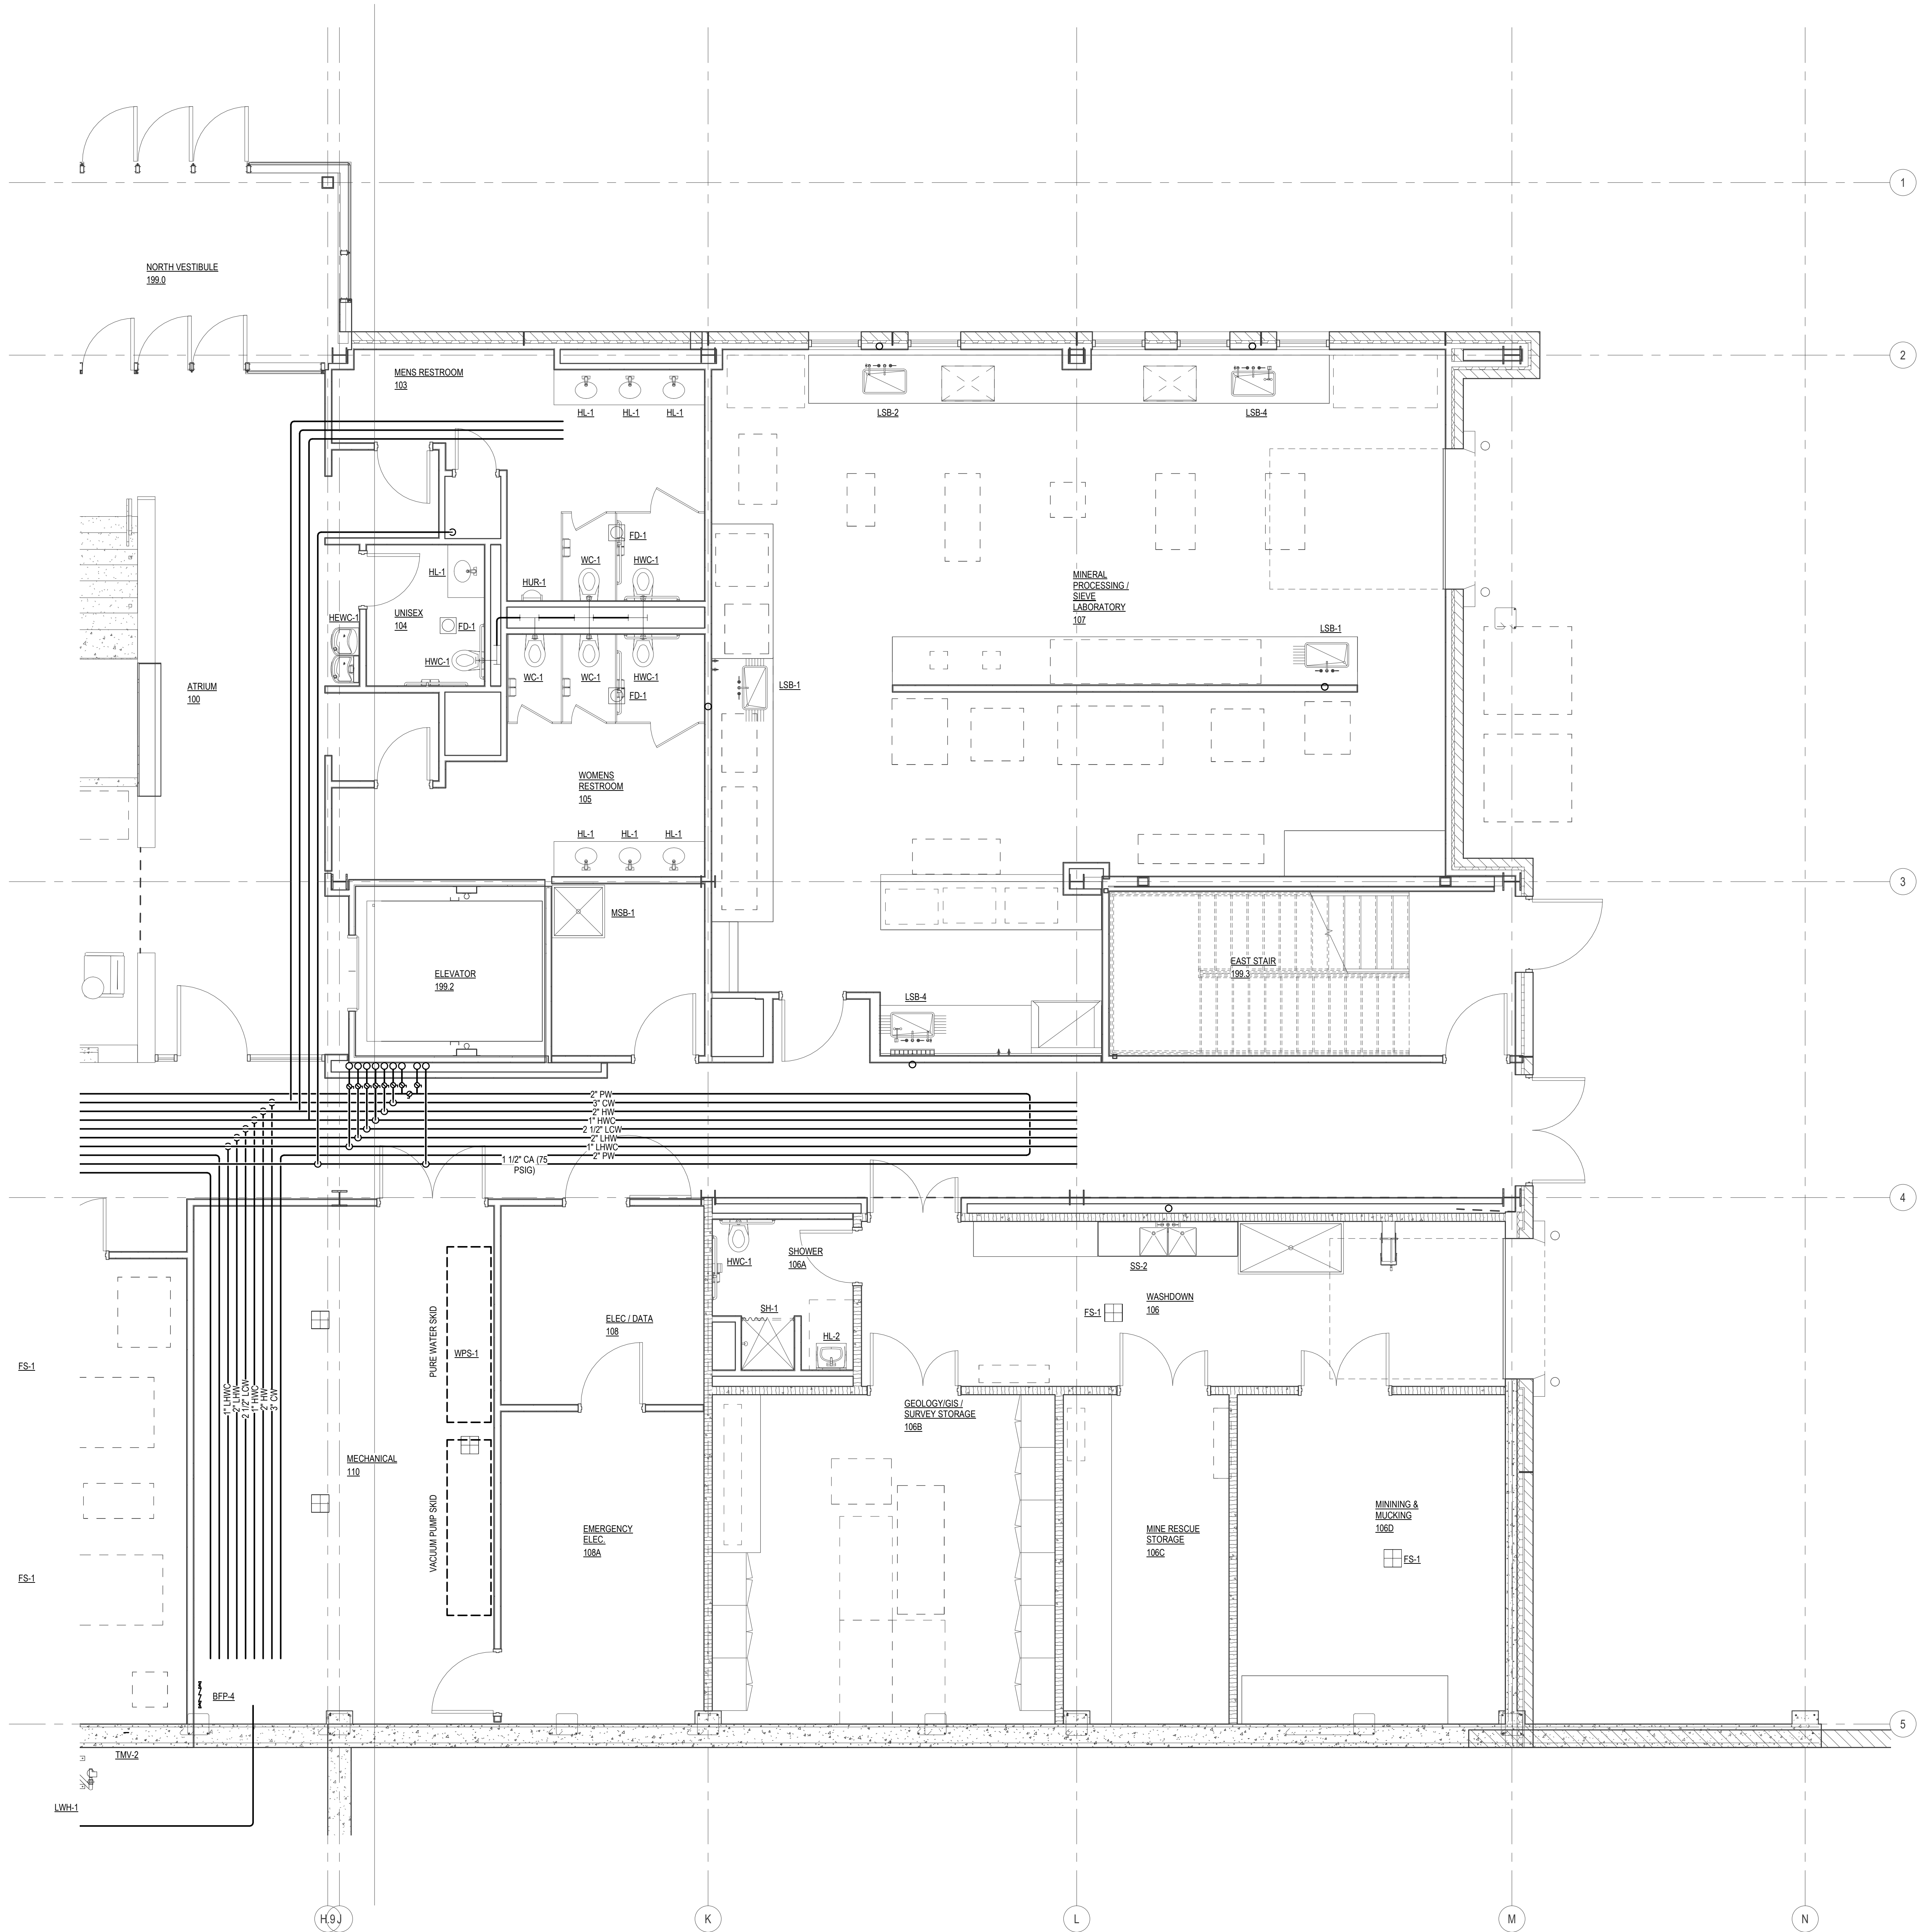 1
NORTH VESTIBULE
199.0
2
MENS RESTROOM
103
HL-1
HL-1
HL-1
LSB-2
LSB-4
FD-1
WC-1
HWC-1
HUR-1
HL-1
MINERAL
PROCESSING /
SIEVE
LABORATORY
107
HEWC-1
UNISEX
104
FD-1
LSB-1
HWC-1
WC-1
WC-1
HWC-1
FD-1
LSB-1
ATRIUM
100
WOMENS
RESTROOM
105
HL-1
HL-1
HL-1
3
MSB-1
ELEVATOR
199.2
EAST STAIR
199.3
LSB-4
2" PW
3" CW
2" HW
1" HWC
2 1/2" LCW
2" LHW
1" LHWC
2" PW
1 1/2" CA (75
PSIG)
4
SHOWER
106A
HWC-1
SS-2
WASHDOWN
106
FS-1
SH-1
HL-2
ELEC / DATA
108
PURE WATER SKID
WPS-1
FS-1
1" LHWC
2" LHW
2 1/2" LCW
1" HWC
2" HW
3" CW
GEOLOGY/GIS /
SURVEY STORAGE
106B
MECHANICAL
110
VACUUM PUMP SKID
EMERGENCY
ELEC.
108A
MINE RESCUE
STORAGE
106C
MINING &
MUCKING
106D
FS-1
FS-1
BFP-4
5
TMV-2
LWH-1
H.9
J
K
L
M
N